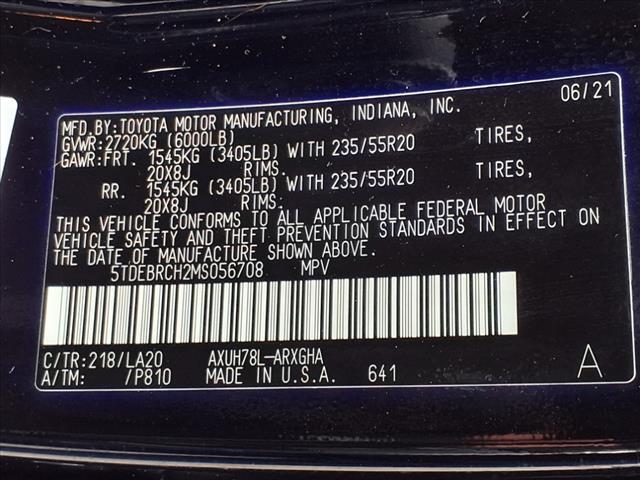 06/21
MFD.BY:TOYOTA MOTOR MANUFACTURING, INDIANA, INC.
GVWR:2720KG (6000LB)
GAWR:FRT. 1545KG (3405LB) WITH 235/55R20 TIRES,
20X8J RIMS.
RR. 1545KG (3405LB) WITH 235/55R20 TIRES,
20X8J RIMS.
THIS VEHICLE CONFORMS TO ALL APPLICABLE FEDERAL MOTOR
VEHICLE SAFETY AND THEFT PREVENTION STANDARDS IN EFFECT ON
THE DATE OF MANUFACTURE SHOWN ABOVE.
5TDEBRCH2MS056708 MPV
C/TR:218/LA20 AXUH78L-ARXGHA
A/TM: /P810 MADE IN U.S.A. 641 A